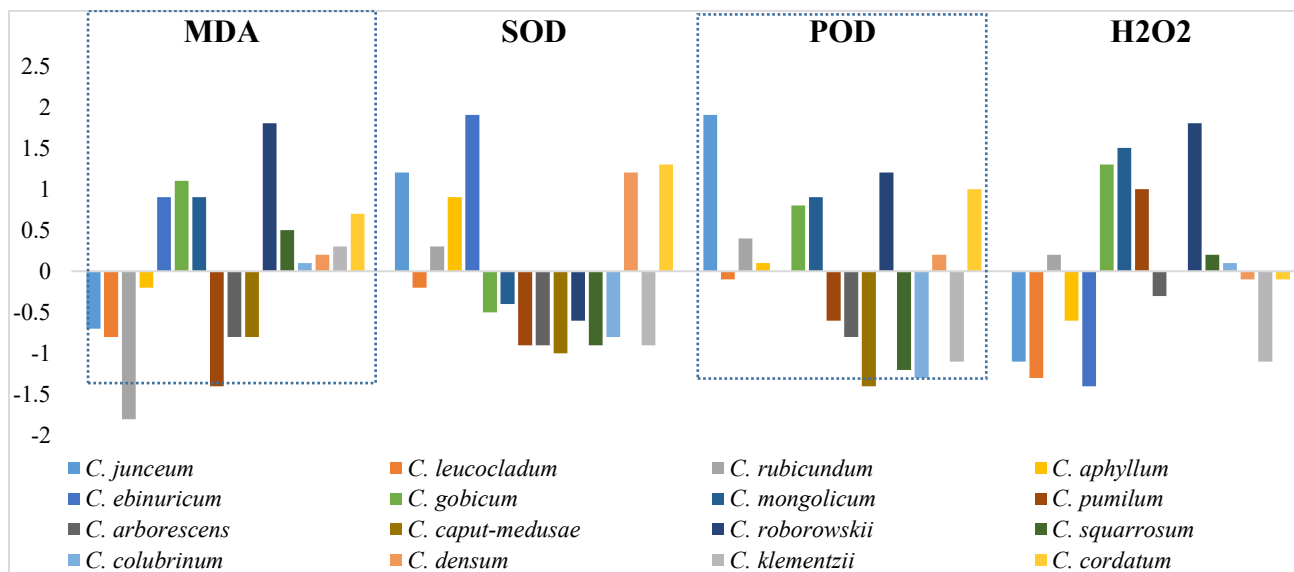 MDA SOD POD H2O2
2.5
2
1.5
1
0.5
0
-0.5
-1
-1.5
-2
C. junceum C. leucocladum C. rubicundum C. aphyllum
C. ebinuricum C. gobicum C. mongolicum C. pumilum
C. arborescens C. caput-medusae C. roborowskii C. squarrosum
C. colubrinum C. densum C. klementzii C. cordatum